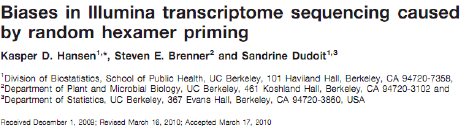 Biases in Illumina transcriptome sequencing caused
by random hexamer priming
Kasper D. Hansen1,*, Steven E. Brenner2 and Sandrine Dudoit1,3
1Division of Biostatistics, School of Public Health, UC Berkeley, 101 Haviland Hall, Berkeley, CA 94720-7358,
2Department of Plant and Microbial Biology, UC Berkeley, 461 Koshland Hall, Berkeley, CA 94720-3102 and
3Department of Statistics, UC Berkeley, 367 Evans Hall, Berkeley, CA 94720-3860, USA
Received December 1, 2009; Revised March 16, 2010; Accepted March 17, 2010